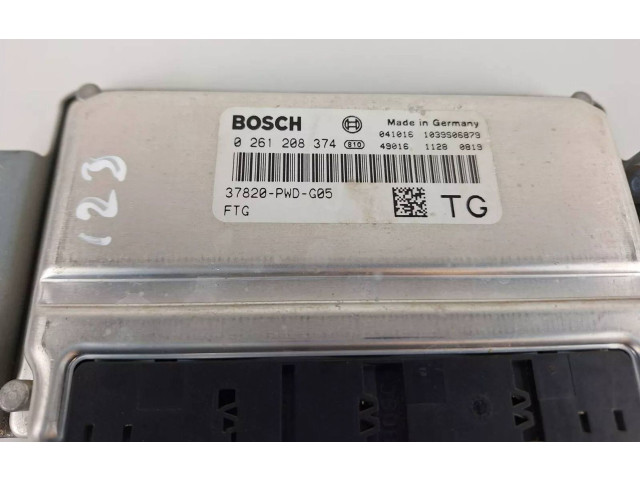 BOSCH
Made in Germany
0 261 208 374 810
041016 1039S06879
49016 1128 0819
37820-PWD-G05
FTG
TG
123